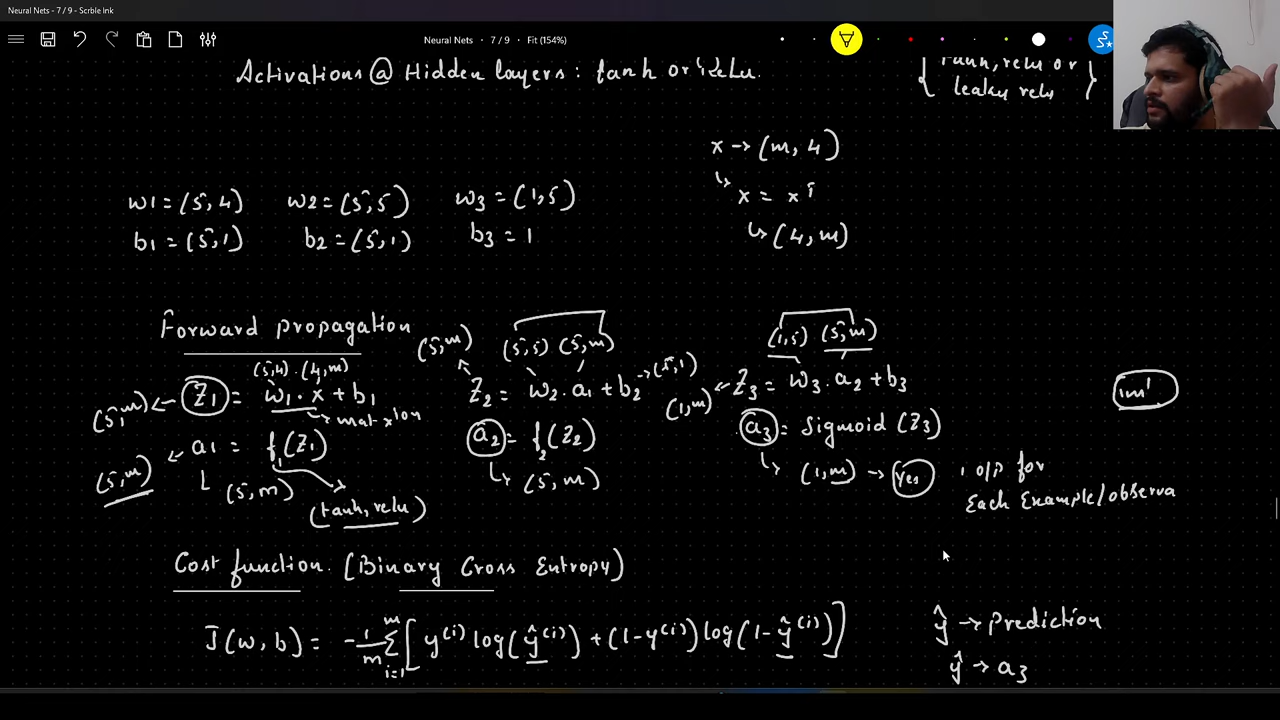 Neural Nets - 7 / 9 - Scrble Ink
Neural Nets • 7 / 9 • Fit (154%)
Activations @ Hidden layers : tanh or relu.
{ tanh, relu or
leaky relu }
x → (m, 4)
↳ x = xᵀ
↳ (4, m)
w1 = (5, 4) w2 = (5, 5) w3 = (1, 5)
b1 = (5, 1) b2 = (5, 1) b3 = 1
Forward propagation
(5,4) . (4, m)
(5, m) ← Z1 = w1 . x + b1
↳ mat-x^ion
(5, m) ← a1 = f1(Z1)
(5, m)
(tanh, relu)
(5, m) (5, 5) (5, m)
Z2 = w2 . a1 + b2 → (5, 1)
a2 = f2(Z2)
↳ (5, m)
(1, 5) (5, m)
(1, m) ← Z3 = w3 . a2 + b3
a3 = Sigmoid (Z3)
↳ (1, m) → Yes 1 o/p for
Each Example/observa
'm'
Cost function. [Binary Cross Entropy)
J(w, b) = -1/m Σ i=1 m [ y⁽ⁱ⁾ log(ŷ⁽ⁱ⁾) + (1-y⁽ⁱ⁾) log(1-ŷ⁽ⁱ⁾) ]
ŷ → prediction
ŷ → a3